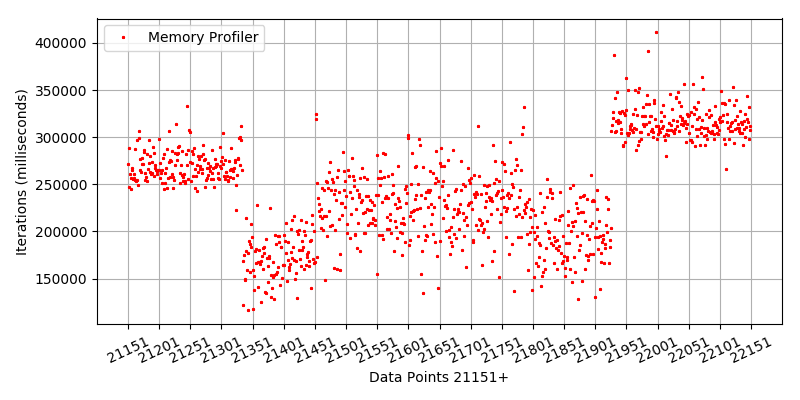 Memory Profiler
400000
350000
300000
250000
200000
150000
Iterations (milliseconds)
21151 21201 21251 21301 21351 21401 21451 21501 21551 21601 21651 21701 21751 21801 21851 21901 21951 22001 22051 22101 22151
Data Points 21151+